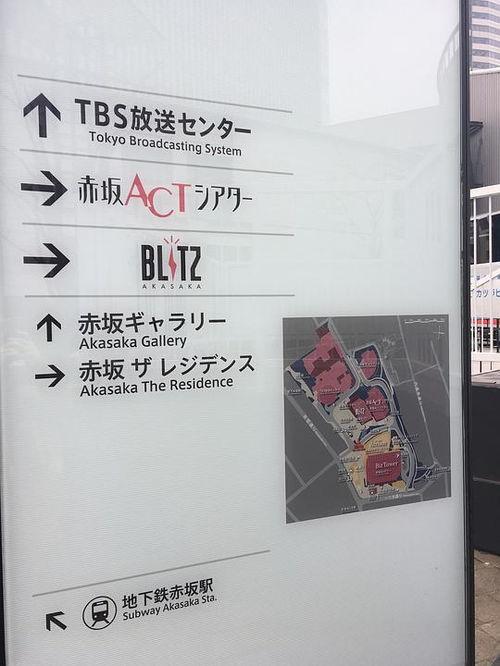 TBS放送センター
Tokyo Broadcasting System
赤坂ACTシアター
BLITZ
AKASAKA
赤坂ギャラリー
Akasaka Gallery
赤坂 ザ レジデンス
Akasaka The Residence
Biz Tower
地下鉄赤坂駅
Subway Akasaka Sta.